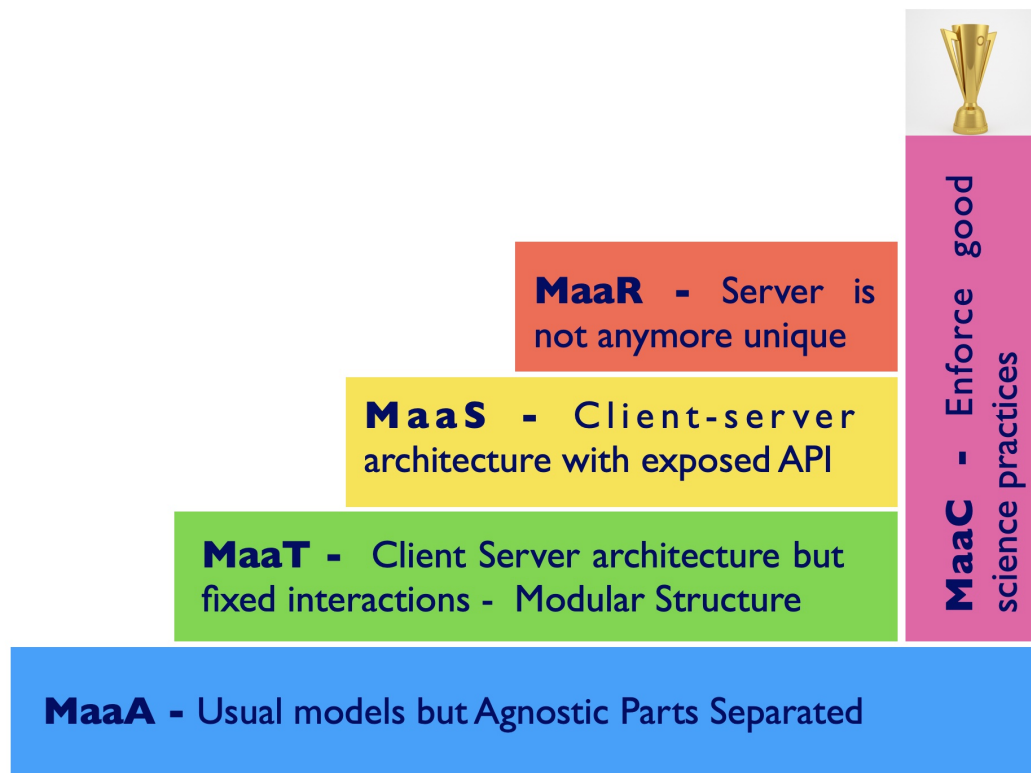 MaaR - Server is
not anymore unique
MaaS - Client-server
architecture with exposed API
MaaT - Client Server architecture but
fixed interactions - Modular Structure
MaaA - Usual models but Agnostic Parts Separated
MaaC - Enforce good
science practices